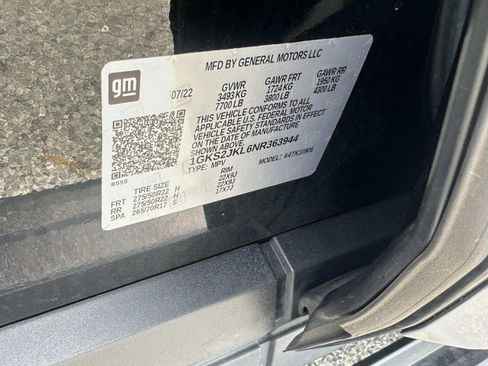 gm
MFD BY GENERAL MOTORS LLC
07/22 GVWR GAWR FRT GAWR RR
3493 KG 1724 KG 1950 KG
7700 LB 3800 LB 4300 LB
THIS VEHICLE CONFORMS TO ALL
APPLICABLE U.S. FEDERAL MOTOR
VEHICLE SAFETY STANDARDS IN
EFFECT ON THE DATE OF
MANUFACTURE SHOWN ABOVE.
1GKS2JKL6NR363944
TYPE: MPV MODEL: 64TK10906
8555
TIRE SIZE RIM
FRT 275/50R22 H 22X9J
RR 275/50R22 H 22X9J
SPA 265/70R17 S 17X7J